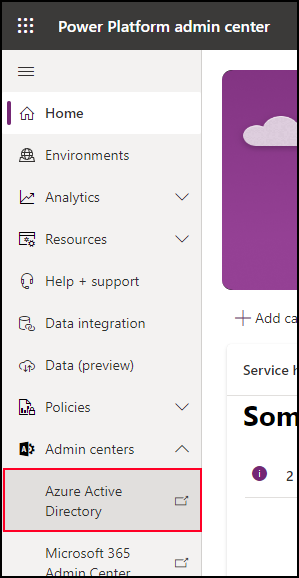 Power Platform admin center
Home
Environments
Analytics
Resources
Help + support
Data integration
Data (preview)
Policies
Admin centers
Azure Active
Directory
Microsoft 365
Admin Center
Add ca
Service h
Som
2